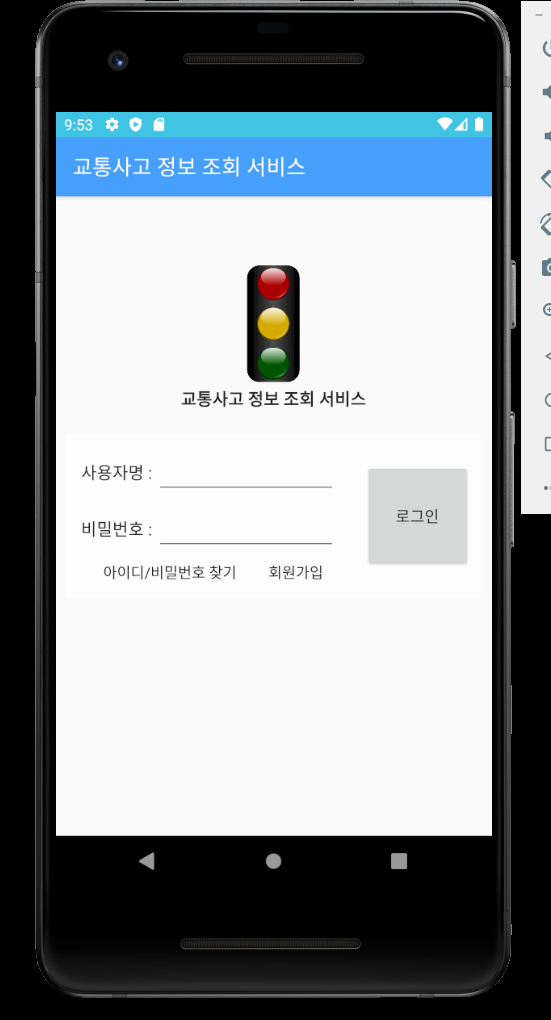 9:53
교통사고 정보 조회 서비스
교통사고 정보 조회 서비스
사용자명 :
비밀번호 :
로그인
아이디/비밀번호 찾기 회원가입